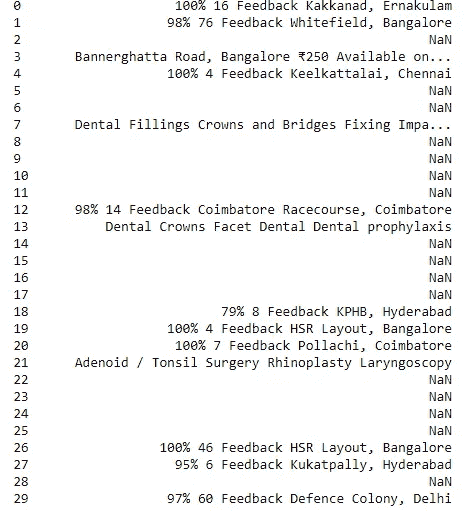 0 100% 16 Feedback Kakkanad, Ernakulam
1 98% 76 Feedback Whitefield, Bangalore
2 NaN
3 Bannerghatta Road, Bangalore ₹250 Available on...
4 100% 4 Feedback Keelkattalai, Chennai
5 NaN
6 NaN
7 Dental Fillings Crowns and Bridges Fixing Impa...
8 NaN
9 NaN
10 NaN
11 NaN
12 98% 14 Feedback Coimbatore Racecourse, Coimbatore
13 Dental Crowns Facet Dental Dental prophylaxis
14 NaN
15 NaN
16 NaN
17 NaN
18 79% 8 Feedback KPHB, Hyderabad
19 100% 4 Feedback HSR Layout, Bangalore
20 100% 7 Feedback Pollachi, Coimbatore
21 Adenoid / Tonsil Surgery Rhinoplasty Laryngoscopy
22 NaN
23 NaN
24 NaN
25 NaN
26 100% 46 Feedback HSR Layout, Bangalore
27 95% 6 Feedback Kukatpally, Hyderabad
28 NaN
29 97% 60 Feedback Defence Colony, Delhi